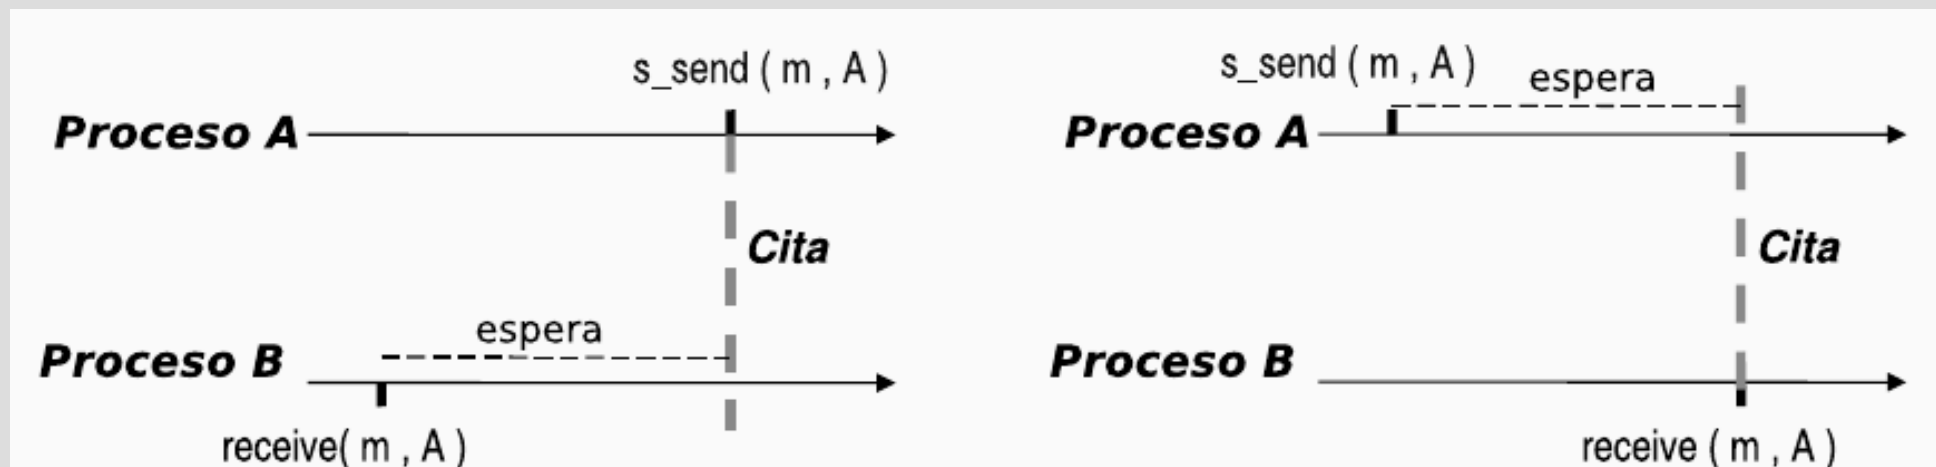 s_send ( m , A )
Proceso A
Cita
espera
Proceso B
receive( m , A )
s_send ( m , A )
espera
Proceso A
Cita
Proceso B
receive ( m , A )